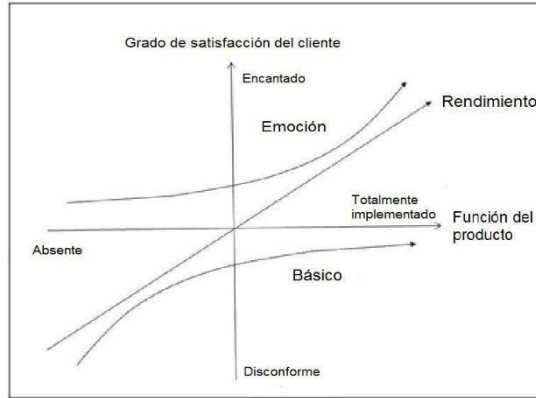 Grado de satisfacción del cliente
Encantado
Emoción
Rendimiento
Totalmente
implementado
Función del
producto
Absente
Básico
Disconforme